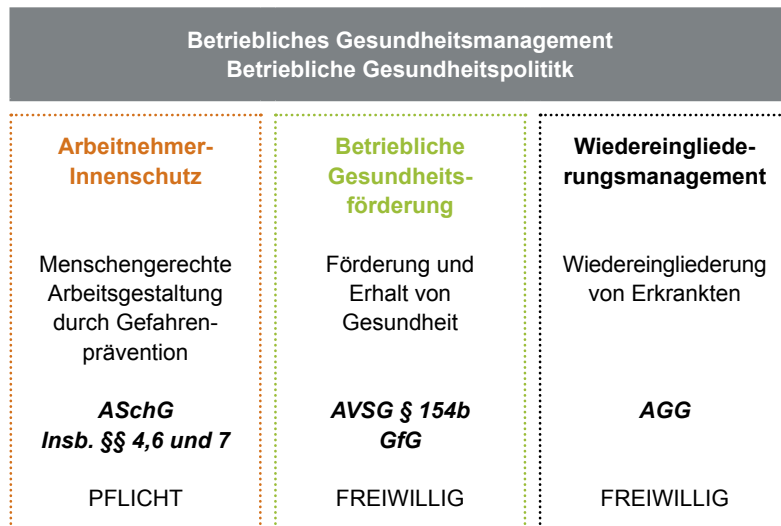 Betriebliches Gesundheitsmanagement
Betriebliche Gesundheitspolititk
Arbeitnehmer-
Innenschutz
Menschengerechte
Arbeitsgestaltung
durch Gefahren-
prävention
ASchG
Insb. §§ 4,6 und 7
PFLICHT
Betriebliche
Gesundheits-
förderung
Förderung und
Erhalt von
Gesundheit
AVSG § 154b
GfG
FREIWILLIG
Wiedereingliede-
rungsmanagement
Wiedereingliederung
von Erkrankten
AGG
FREIWILLIG